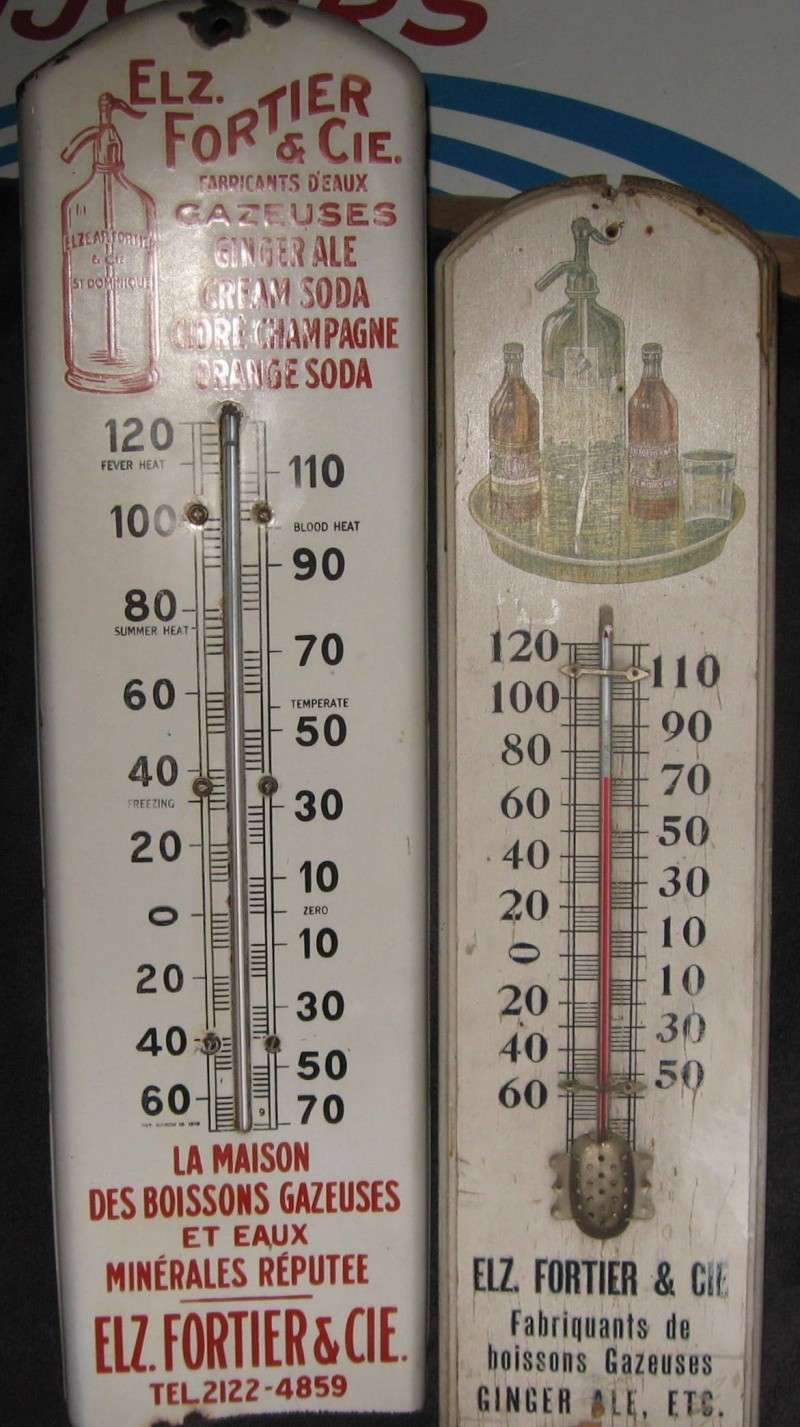 ELZ.
FORTIER
& CIE.
FABRICANTS D'EAUX
GAZEUSES
GINGER ALE
CREAM SODA
CIDRE CHAMPAGNE
ORANGE SODA
ELZEAR FORTIER
& CIE
ST DOMINIQUE
120
FEVER HEAT
110
100
BLOOD HEAT
90
80
SUMMER HEAT
70
60
TEMPERATE
50
40
FREEZING
30
20
10
0
ZERO
10
20
30
40
50
60
9
70
LA MAISON
DES BOISSONS GAZEUSES
ET EAUX
MINÉRALES RÉPUTEE
ELZ. FORTIER & CIE.
TEL. 2122-4859
120
110
100
90
80
70
60
50
40
30
20
10
0
10
20
30
40
50
60
ELZ. FORTIER & CIE
Fabriquants de
boissons Gazeuses
GINGER ALE, ETC.